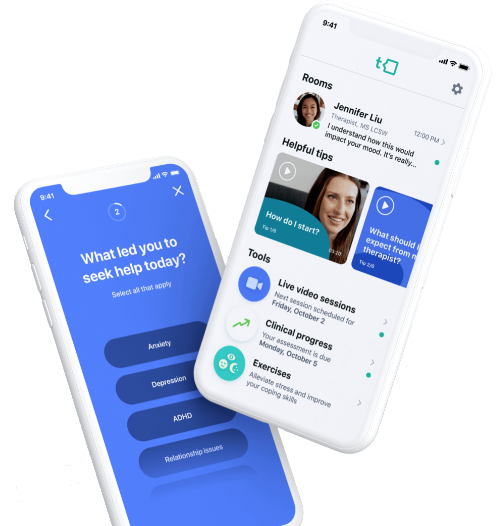 9:41
t
Rooms
Jennifer Liu
Therapist, MS LCSW
12:00 PM
I understand how this would
impact your mood. It's really...
Helpful tips
How do I start?
Tip 1/8
03:20
What should I
expect from m
therapist?
Tip 2/8
Tools
Live video sessions
Next session scheduled for
Friday, October 2
Clinical progress
Your assessment is due
Monday, October 5
Exercises
Alleviate stress and improve
your coping skills
9:41
2
What led you to
seek help today?
Select all that apply
Anxiety
Depression
ADHD
Relationship issues